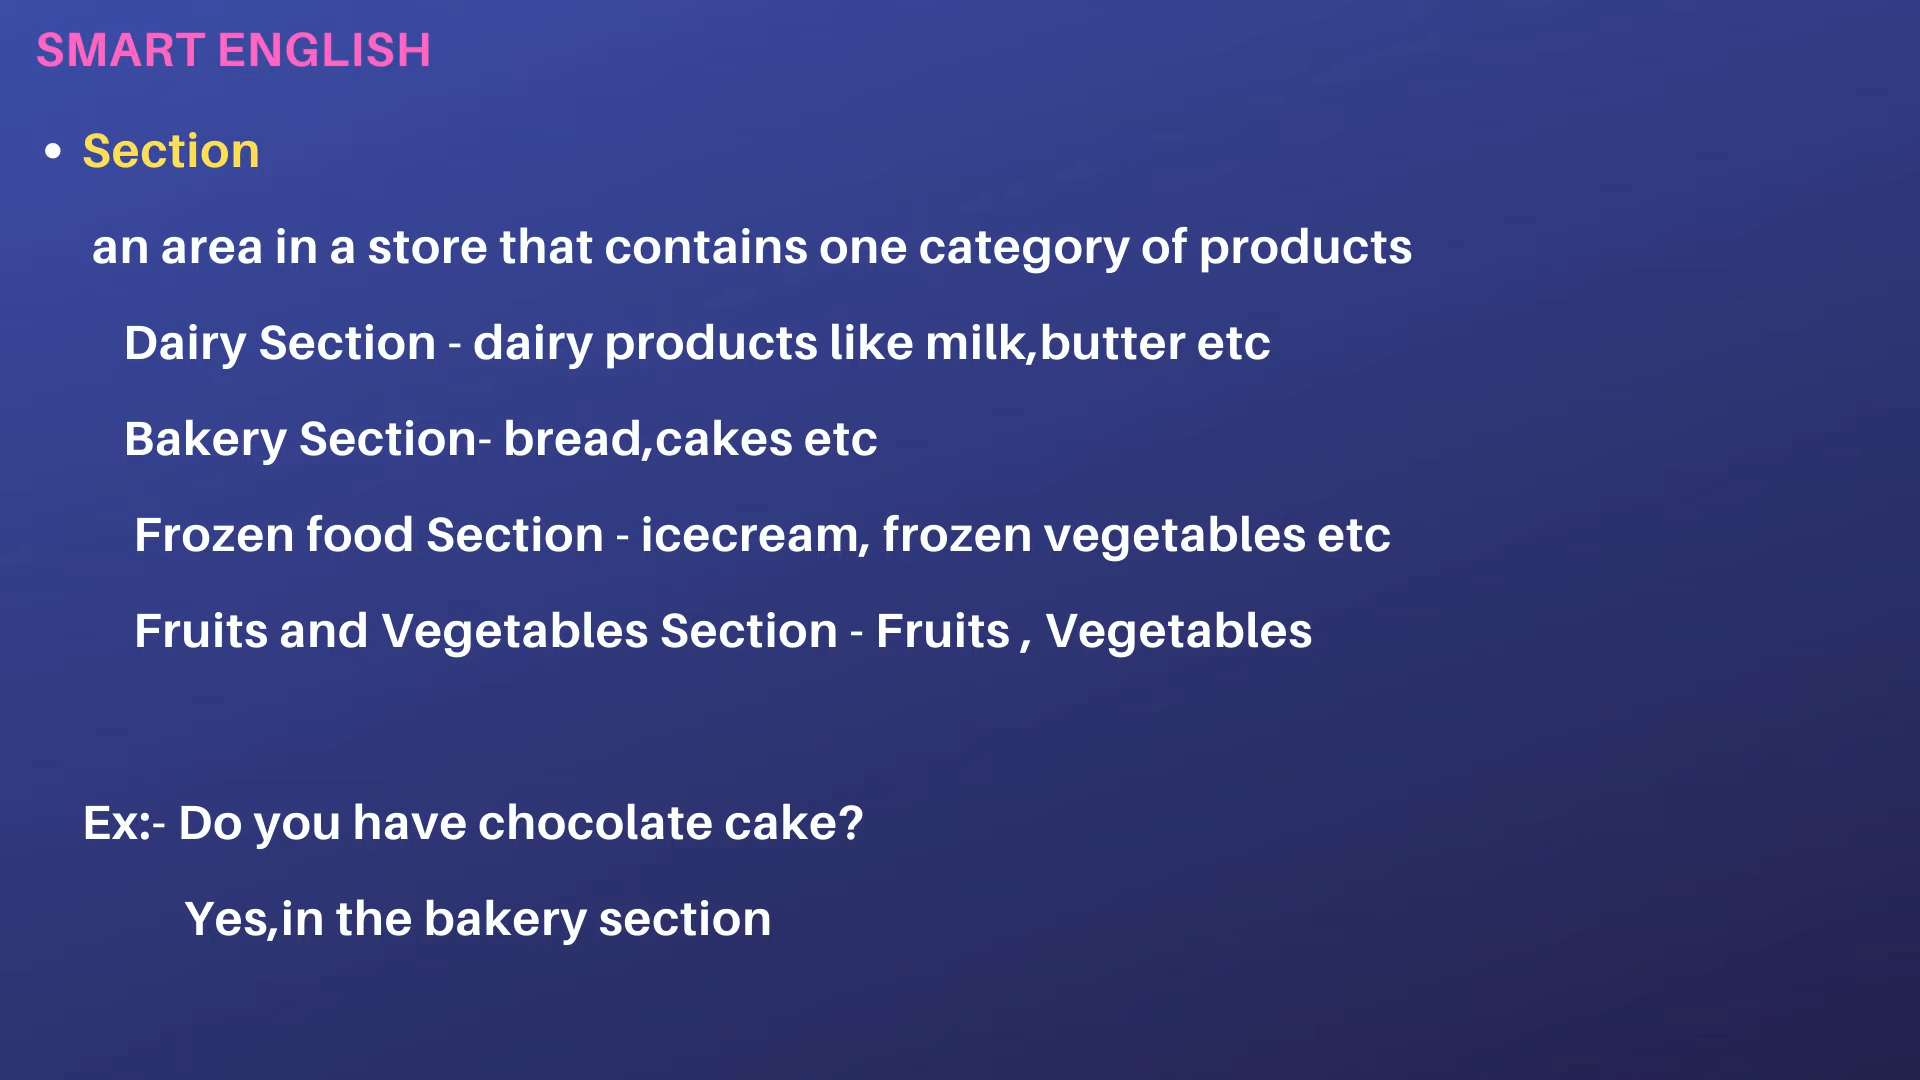 SMART ENGLISH
• Section
an area in a store that contains one category of products
Dairy Section - dairy products like milk,butter etc
Bakery Section- bread,cakes etc
Frozen food Section - icecream, frozen vegetables etc
Fruits and Vegetables Section - Fruits , Vegetables
Ex:- Do you have chocolate cake?
Yes,in the bakery section